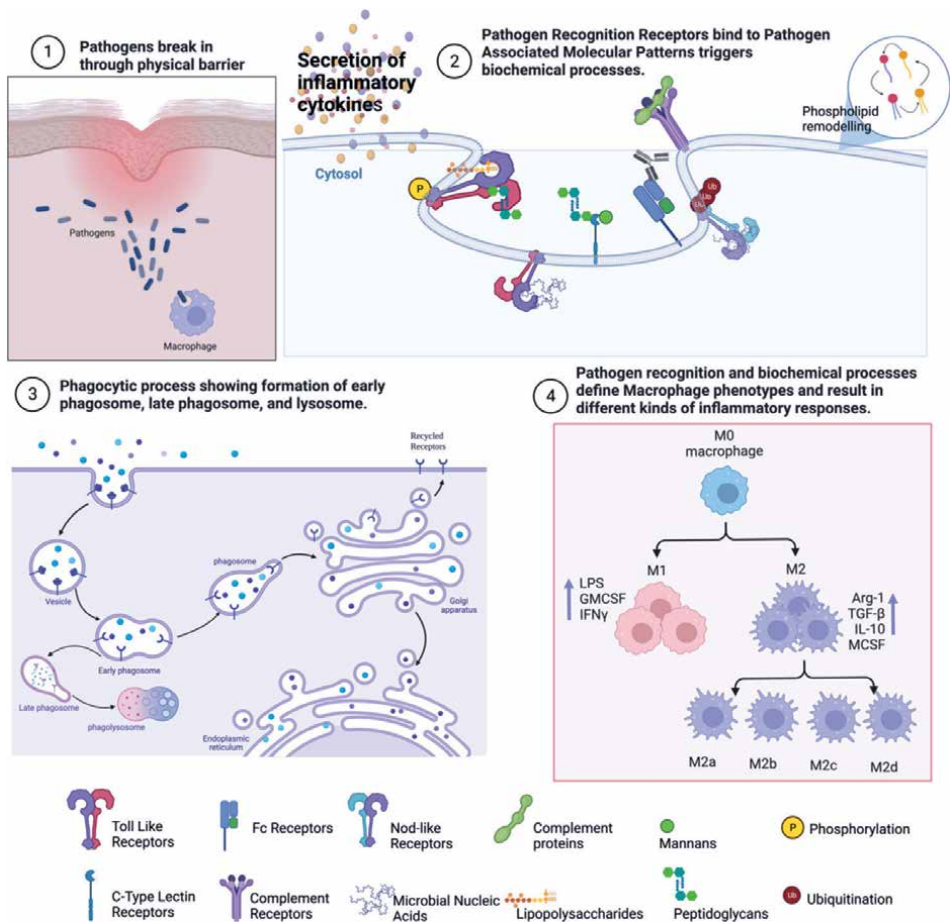 1
Pathogens break in
through physical barrier
Pathogens
Macrophage
Secretion of
inflammatory
cytokines
Cytosol
2
Pathogen Recognition Receptors bind to Pathogen
Associated Molecular Patterns triggers
biochemical processes.
Phospholipid
remodelling
P
Ub
Ub
Ub
3
Phagocytic process showing formation of early
phagosome, late phagosome, and lysosome.
Recycled
Receptors
phagosome
Vesicle
Golgi
apparatus
Early phagosome
Late phagosome
phagolysosome
Endoplasmic
reticulum
4
Pathogen recognition and biochemical processes
define Macrophage phenotypes and result in
different kinds of inflammatory responses.
M0
macrophage
M1
M2
LPS
GMCSF
IFNγ
Arg-1
TGF-β
IL-10
MCSF
M2a
M2b
M2c
M2d
Toll Like
Receptors
Fc Receptors
Nod-like
Receptors
Complement
proteins
Mannans
P
Phosphorylation
C-Type Lectin
Receptors
Complement
Receptors
Microbial Nucleic
Acids
Lipopolysaccharides
Peptidoglycans
Ub
Ubiquitination